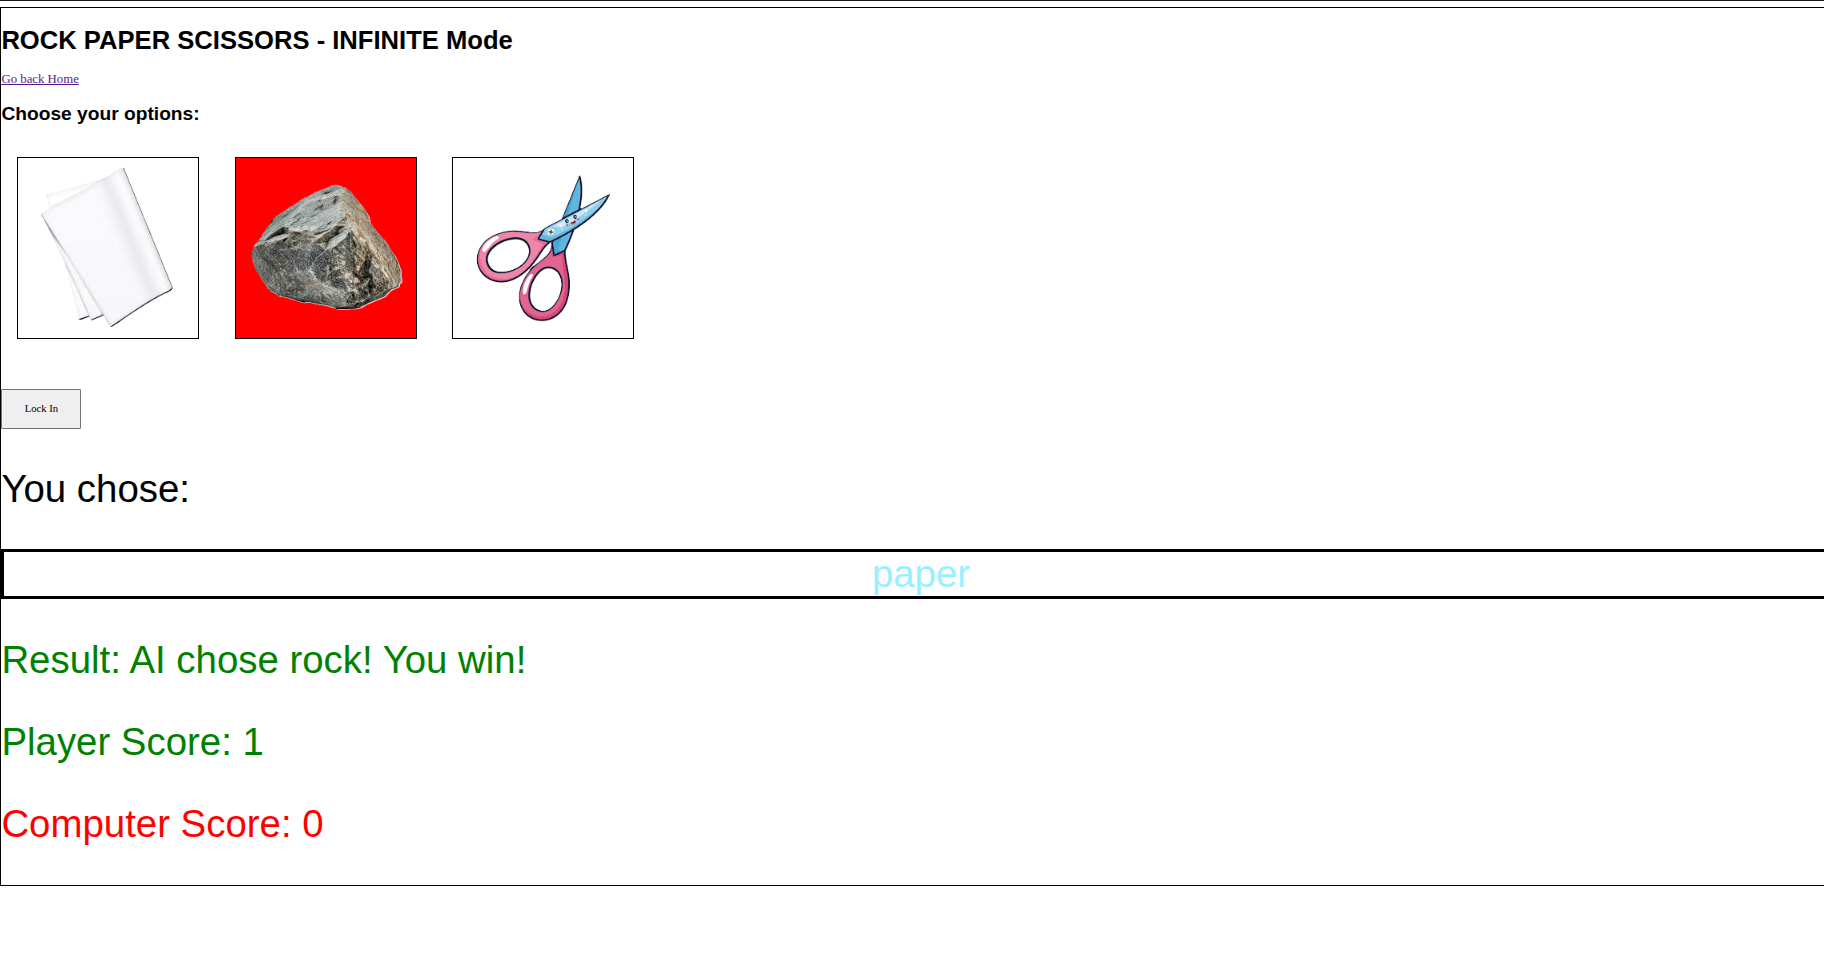 ROCK PAPER SCISSORS - INFINITE Mode
Go back Home
Choose your options:
Lock In
You chose:
paper
Result: AI chose rock! You win!
Player Score: 1
Computer Score: 0